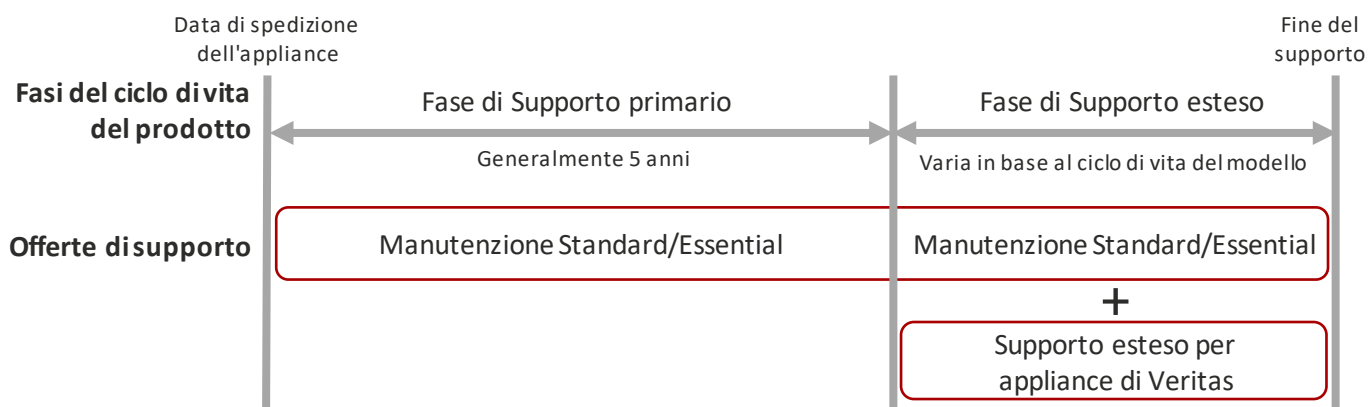 Data di spedizione
dell'appliance
Fine del
supporto
Fasi del ciclo di vita
del prodotto
Fase di Supporto primario
Fase di Supporto esteso
Generalmente 5 anni
Varia in base al ciclo di vita del modello
Offerte di supporto
Manutenzione Standard/Essential
Manutenzione Standard/Essential
+
Supporto esteso per
appliance di Veritas